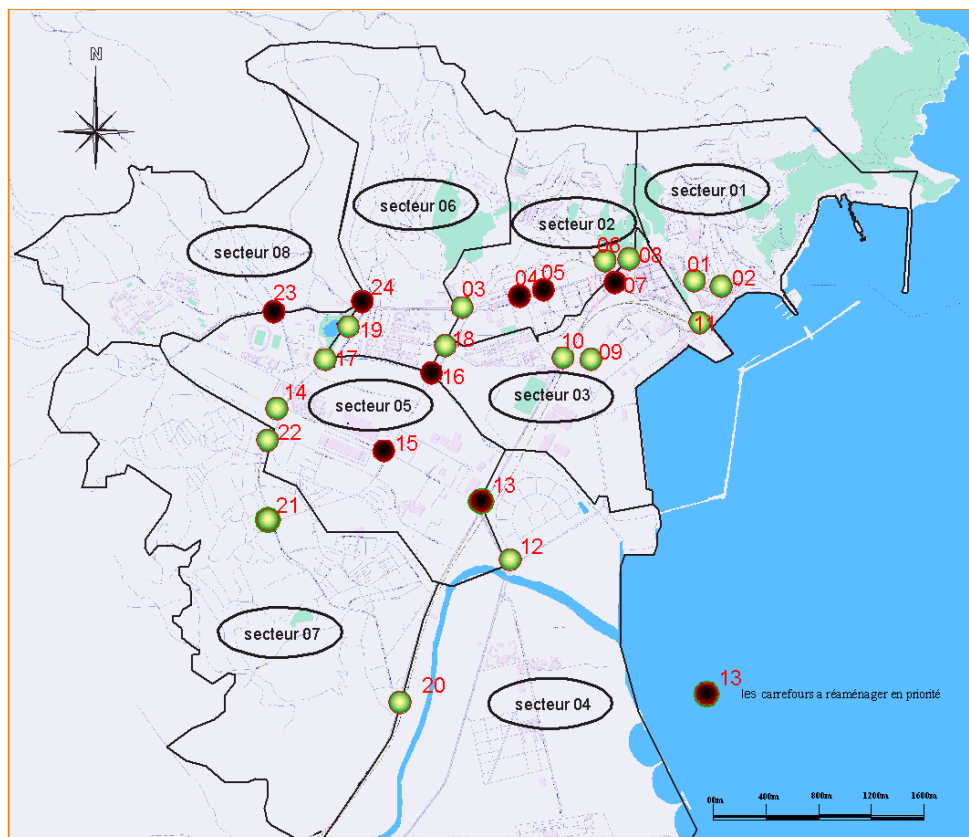 N
secteur 01
secteur 06
secteur 02
secteur 08
06
08
01
02
05
04
07
23
24
03
19
11
18
10
09
17
16
14
secteur 05
secteur 03
22
15
13
21
12
secteur 07
20
secteur 04
13
les carrefours a réaménager en priorité
00m 400m 800m 1200m 1600m